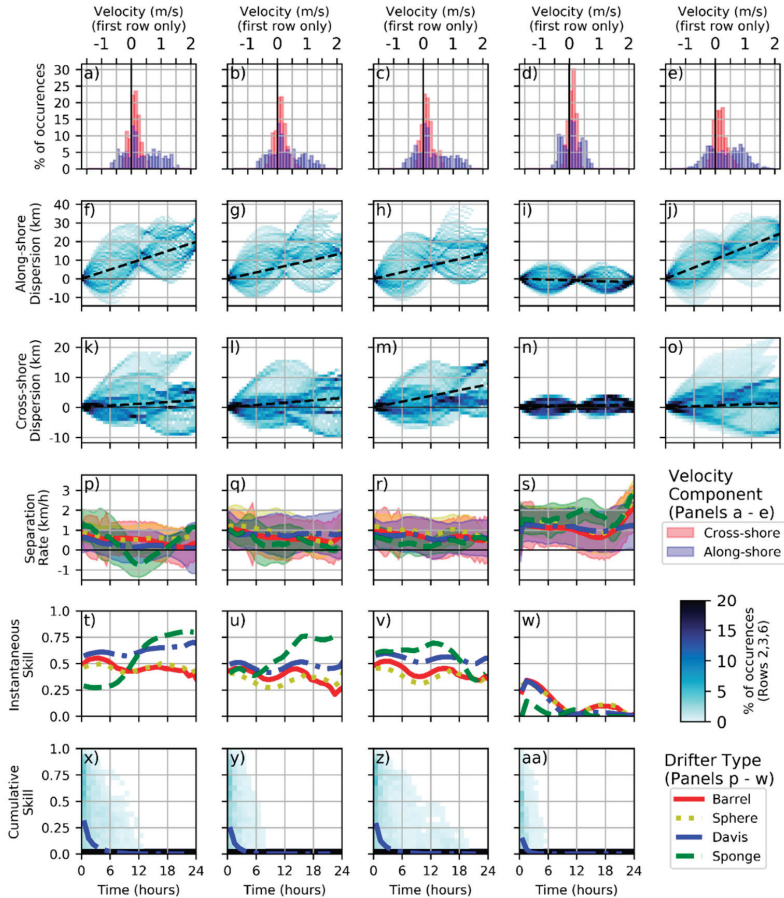 Velocity (m/s) Velocity (m/s) Velocity (m/s) Velocity (m/s) Velocity (m/s)
(first row only) (first row only) (first row only) (first row only) (first row only)
-1 0 1 2 -1 0 1 2 -1 0 1 2 -1 0 1 2 -1 0 1 2
a) b) c) d) e)
% of occurences
30
25
20
15
10
5
0
f) g) h) i) j)
Along-shore
Dispersion (km)
40
30
20
10
0
-10
0 6 12 18 24
k) l) m) n) o)
Cross-shore
Dispersion (km)
20
10
0
-10
0 6 12 18 24
p) q) r) s)
Separation
Rate (km/h)
3
2
1
0
-1
Velocity
Component
(Panels a - e)
Cross-shore
Along-shore
t) u) v) w)
Instantaneous
Skill
1.0
0.75
0.5
0.25
0.0
20
15
10
5
0
% of occurences
(Rows 2,3,6)
x) y) z) aa)
Cumulative
Skill
1.0
0.75
0.5
0.25
0.0
0 6 12 18 24 0 6 12 18 24 0 6 12 18 24 0 6 12 18 24
Time (hours) Time (hours) Time (hours) Time (hours)
Drifter Type
(Panels p - w)
Barrel
Sphere
Davis
Sponge